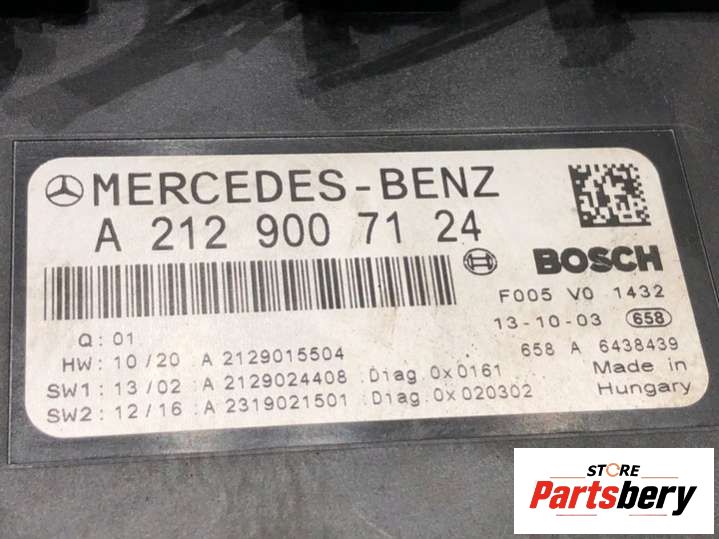 MERCEDES-BENZ
A 212 900 71 24
BOSCH
F005 V0 1432
13-10-03 658
658 A 6438439
Made in
Hungary
Q: 01
HW: 10/20 A 2129015504
SW1: 13/02 A 2129024408 Diag.0x0161
SW2: 12/16 A 2319021501 Diag.0x020302
STORE
Partsbery